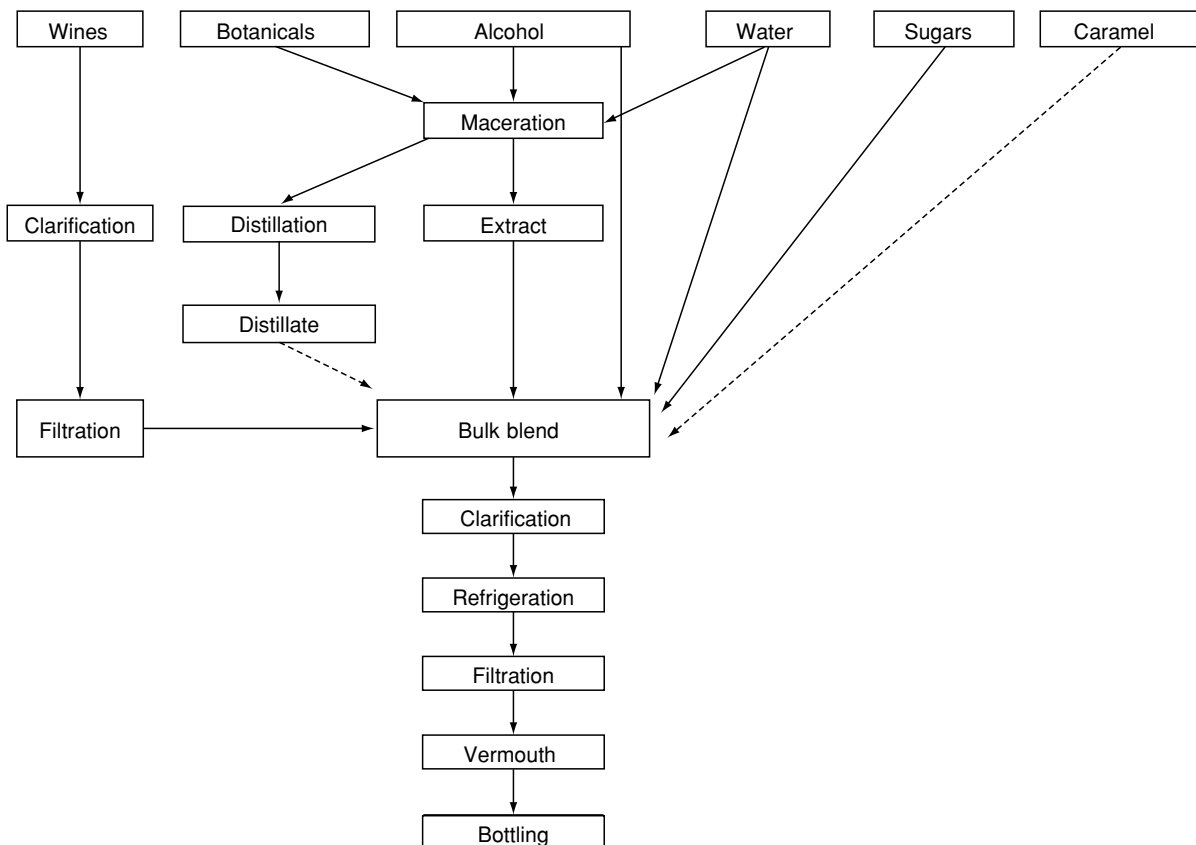 Wines
Botanicals
Alcohol
Water
Sugars
Caramel
Maceration
Clarification
Distillation
Extract
Distillate
Filtration
Bulk blend
Clarification
Refrigeration
Filtration
Vermouth
Bottling